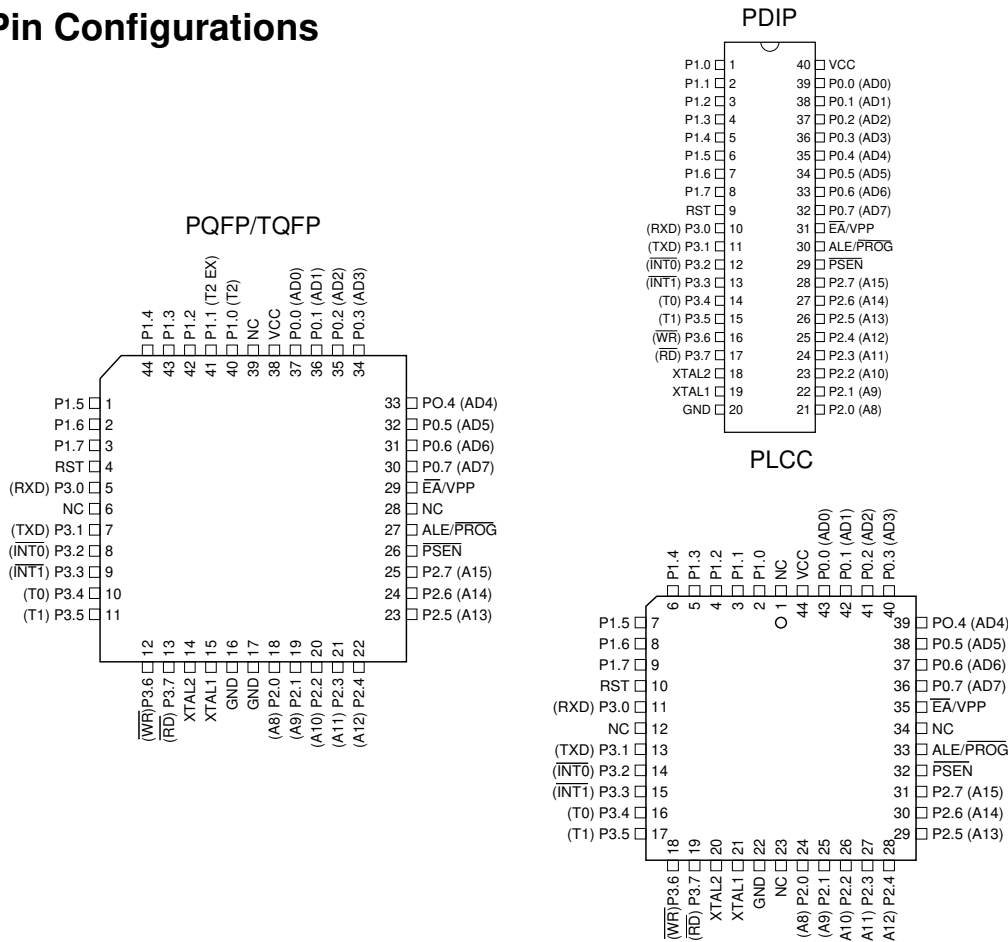 Pin Configurations
PDIP
P1.0 1 40 VCC
P1.1 2 39 P0.0 (AD0)
P1.2 3 38 P0.1 (AD1)
P1.3 4 37 P0.2 (AD2)
P1.4 5 36 P0.3 (AD3)
P1.5 6 35 P0.4 (AD4)
P1.6 7 34 P0.5 (AD5)
P1.7 8 33 P0.6 (AD6)
RST 9 32 P0.7 (AD7)
(RXD) P3.0 10 31 EA/VPP
(TXD) P3.1 11 30 ALE/PROG
(INT0) P3.2 12 29 PSEN
(INT1) P3.3 13 28 P2.7 (A15)
(T0) P3.4 14 27 P2.6 (A14)
(T1) P3.5 15 26 P2.5 (A13)
(WR) P3.6 16 25 P2.4 (A12)
(RD) P3.7 17 24 P2.3 (A11)
XTAL2 18 23 P2.2 (A10)
XTAL1 19 22 P2.1 (A9)
GND 20 21 P2.0 (A8)
PQFP/TQFP
44 P1.4
43 P1.3
42 P1.2
41 P1.1 (T2 EX)
40 P1.0 (T2)
39 NC
38 VCC
37 P0.0 (AD0)
36 P0.1 (AD1)
35 P0.2 (AD2)
34 P0.3 (AD3)
P1.5 1 33 PO.4 (AD4)
P1.6 2 32 P0.5 (AD5)
P1.7 3 31 P0.6 (AD6)
RST 4 30 P0.7 (AD7)
(RXD) P3.0 5 29 EA/VPP
NC 6 28 NC
(TXD) P3.1 7 27 ALE/PROG
(INT0) P3.2 8 26 PSEN
(INT1) P3.3 9 25 P2.7 (A15)
(T0) P3.4 10 24 P2.6 (A14)
(T1) P3.5 11 23 P2.5 (A13)
(WR)P3.6 12
(RD) P3.7 13
XTAL2 14
XTAL1 15
GND 16
GND 17
(A8) P2.0 18
(A9) P2.1 19
(A10) P2.2 20
(A11) P2.3 21
(A12) P2.4 22
PLCC
6 P1.4
5 P1.3
4 P1.2
3 P1.1
2 P1.0
1 NC
44 VCC
43 P0.0 (AD0)
42 P0.1 (AD1)
41 P0.2 (AD2)
40 P0.3 (AD3)
P1.5 7 39 PO.4 (AD4)
P1.6 8 38 P0.5 (AD5)
P1.7 9 37 P0.6 (AD6)
RST 10 36 P0.7 (AD7)
(RXD) P3.0 11 35 EA/VPP
NC 12 34 NC
(TXD) P3.1 13 33 ALE/PROG
(INT0) P3.2 14 32 PSEN
(INT1) P3.3 15 31 P2.7 (A15)
(T0) P3.4 16 30 P2.6 (A14)
(T1) P3.5 17 29 P2.5 (A13)
(WR)P3.6 18
(RD) P3.7 19
XTAL2 20
XTAL1 21
GND 22
NC 23
(A8) P2.0 24
(A9) P2.1 25
A10) P2.2 26
A11) P2.3 27
A12) P2.4 28